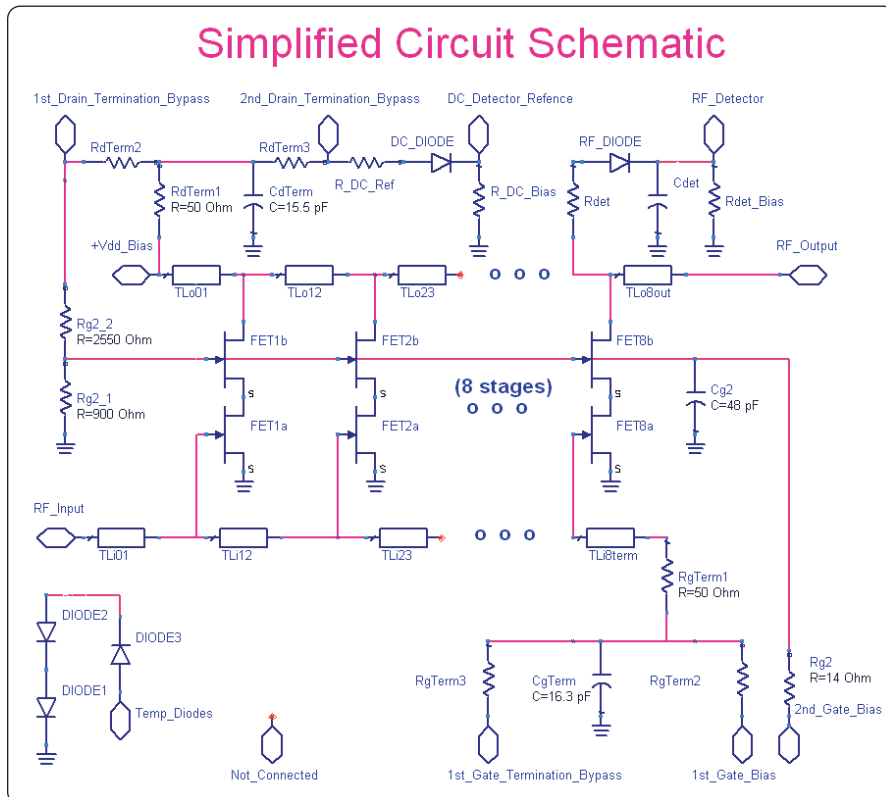 Simplified Circuit Schematic
1st_Drain_Termination_Bypass
2nd_Drain_Termination_Bypass
DC_Detector_Refence
RF_Detector
RdTerm2
RdTerm3
DC_DIODE
RF_DIODE
RdTerm1
R=50 Ohm
CdTerm
C=15.5 pF
R_DC_Ref
R_DC_Bias
Rdet
Cdet
Rdet_Bias
+Vdd_Bias
RF_Output
TLo01
TLo12
TLo23
o o o
TLo8out
Rg2_2
R=2550 Ohm
FET1b
FET2b
FET8b
S
S
S
(8 stages)
o o o
Cg2
C=48 pF
Rg2_1
R=900 Ohm
FET1a
FET2a
FET8a
S
S
S
RF_Input
TLi01
TLi12
TLi23
o o o
TLi8term
RgTerm1
R=50 Ohm
DIODE2
DIODE3
DIODE1
Temp_Diodes
Not_Connected
RgTerm3
CgTerm
C=16.3 pF
RgTerm2
Rg2
R=14 Ohm
2nd_Gate_Bias
1st_Gate_Termination_Bypass
1st_Gate_Bias